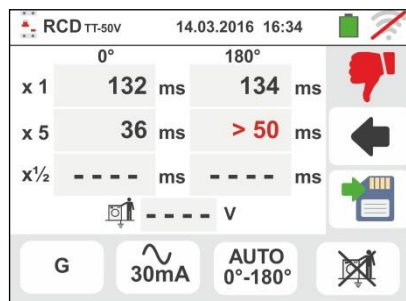 RCD TT-50V 14.03.2016 16:34
0° 180°
x 1 132 ms 134 ms
x 5 36 ms > 50 ms
x½ - - - - ms - - - - ms
- - - - V
G 30mA AUTO
0°-180°